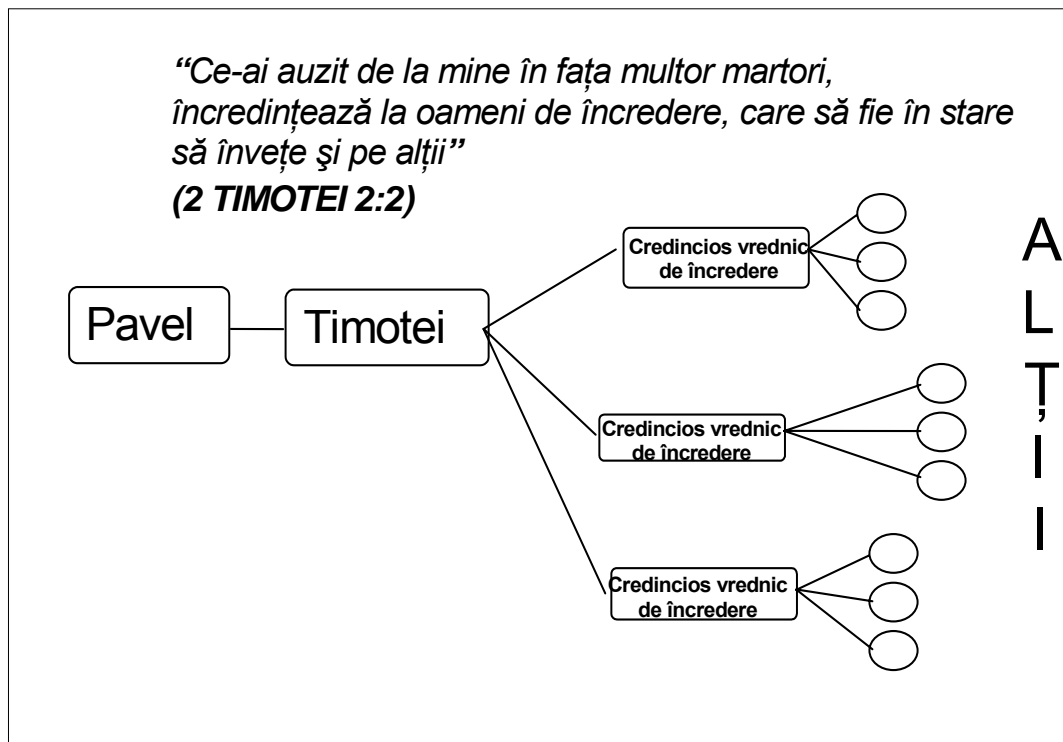 “Ce-ai auzit de la mine în fața multor martori,
încredințează la oameni de încredere, care să fie în stare
să învețe şi pe alții”
(2 TIMOTEI 2:2)
Pavel
Timotei
Credincios vrednic
de încredere
Credincios vrednic
de încredere
Credincios vrednic
de încredere
A
L
Ț
I
I